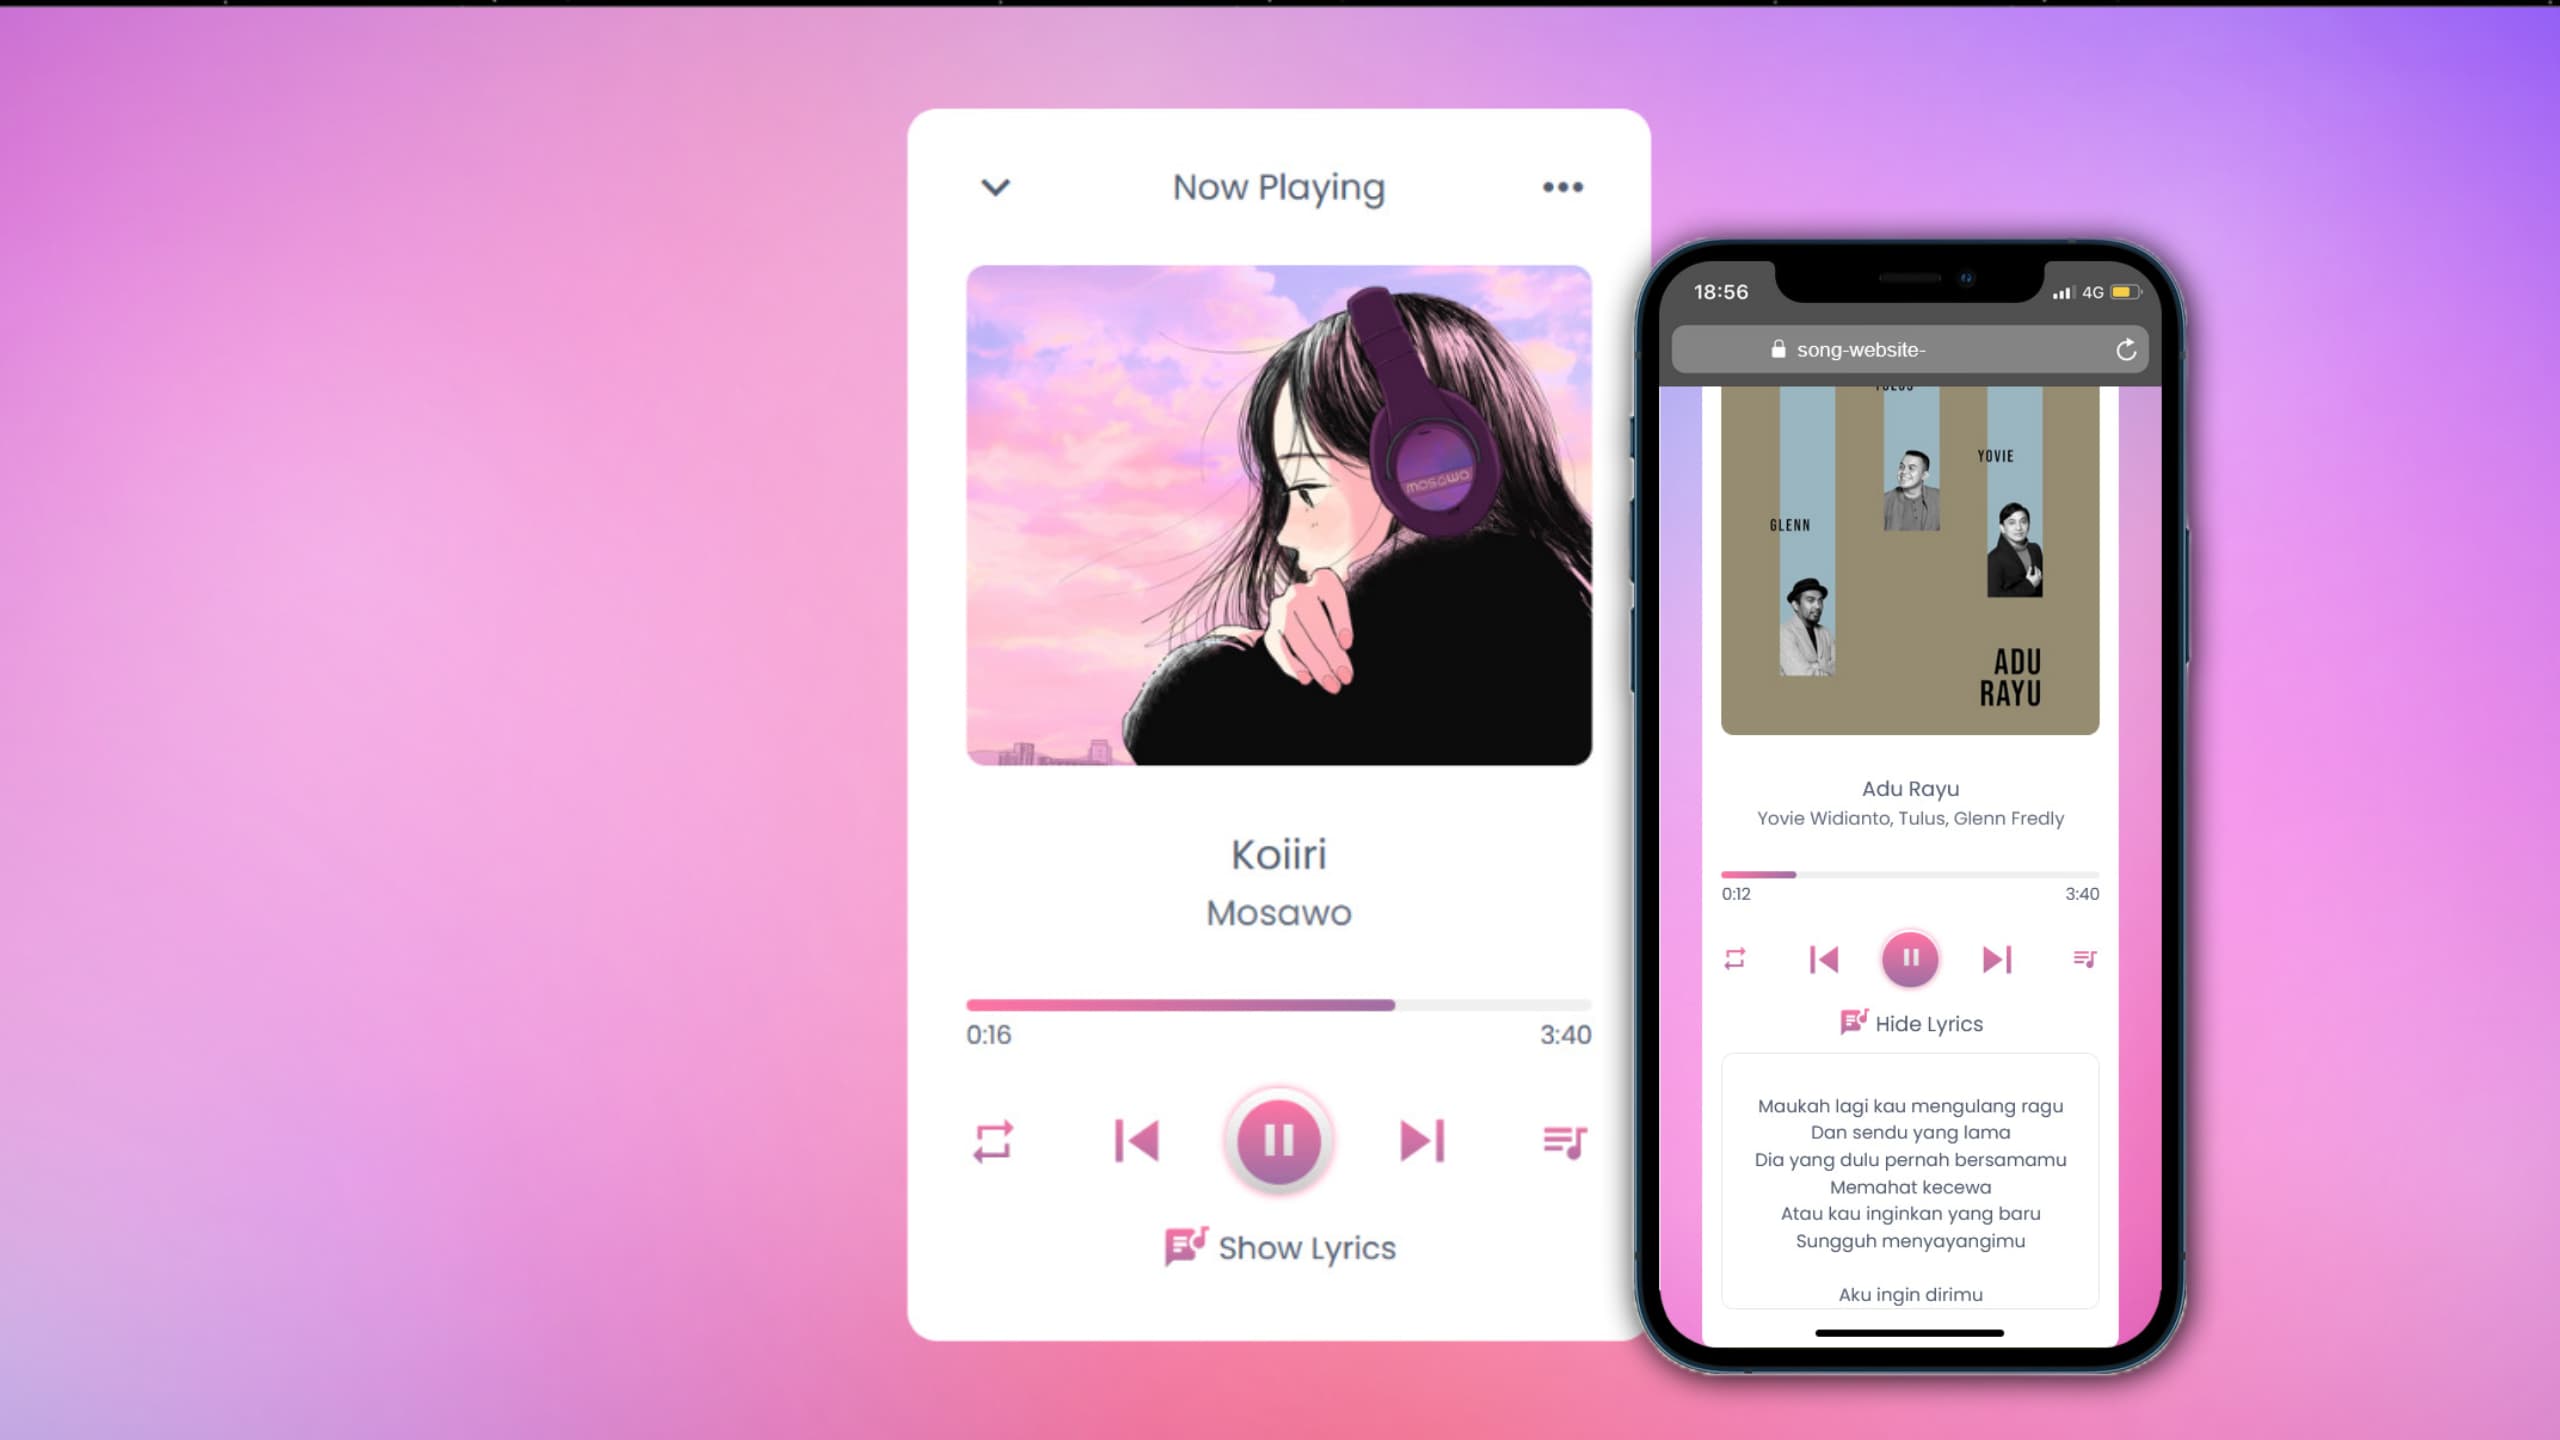 Now Playing
mosawo
Koiiri
Mosawo
0:16
3:40
Show Lyrics
18:56
4G
song-website-
TULUS
YOVIE
GLENN
ADU
RAYU
Adu Rayu
Yovie Widianto, Tulus, Glenn Fredly
0:12
3:40
Hide Lyrics
Maukah lagi kau mengulang ragu
Dan sendu yang lama
Dia yang dulu pernah bersamamu
Memahat kecewa
Atau kau inginkan yang baru
Sungguh menyayangimu
Aku ingin dirimu